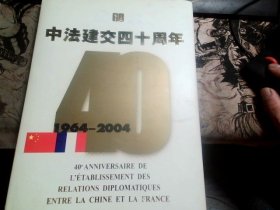 中法建交四十周年
40
1964-2004
40e ANNIVERSAIRE DE
L'ÉTABLISSEMENT DES
RELATIONS DIPLOMATIQUES
ENTRE LA CHINE ET LA FRANCE